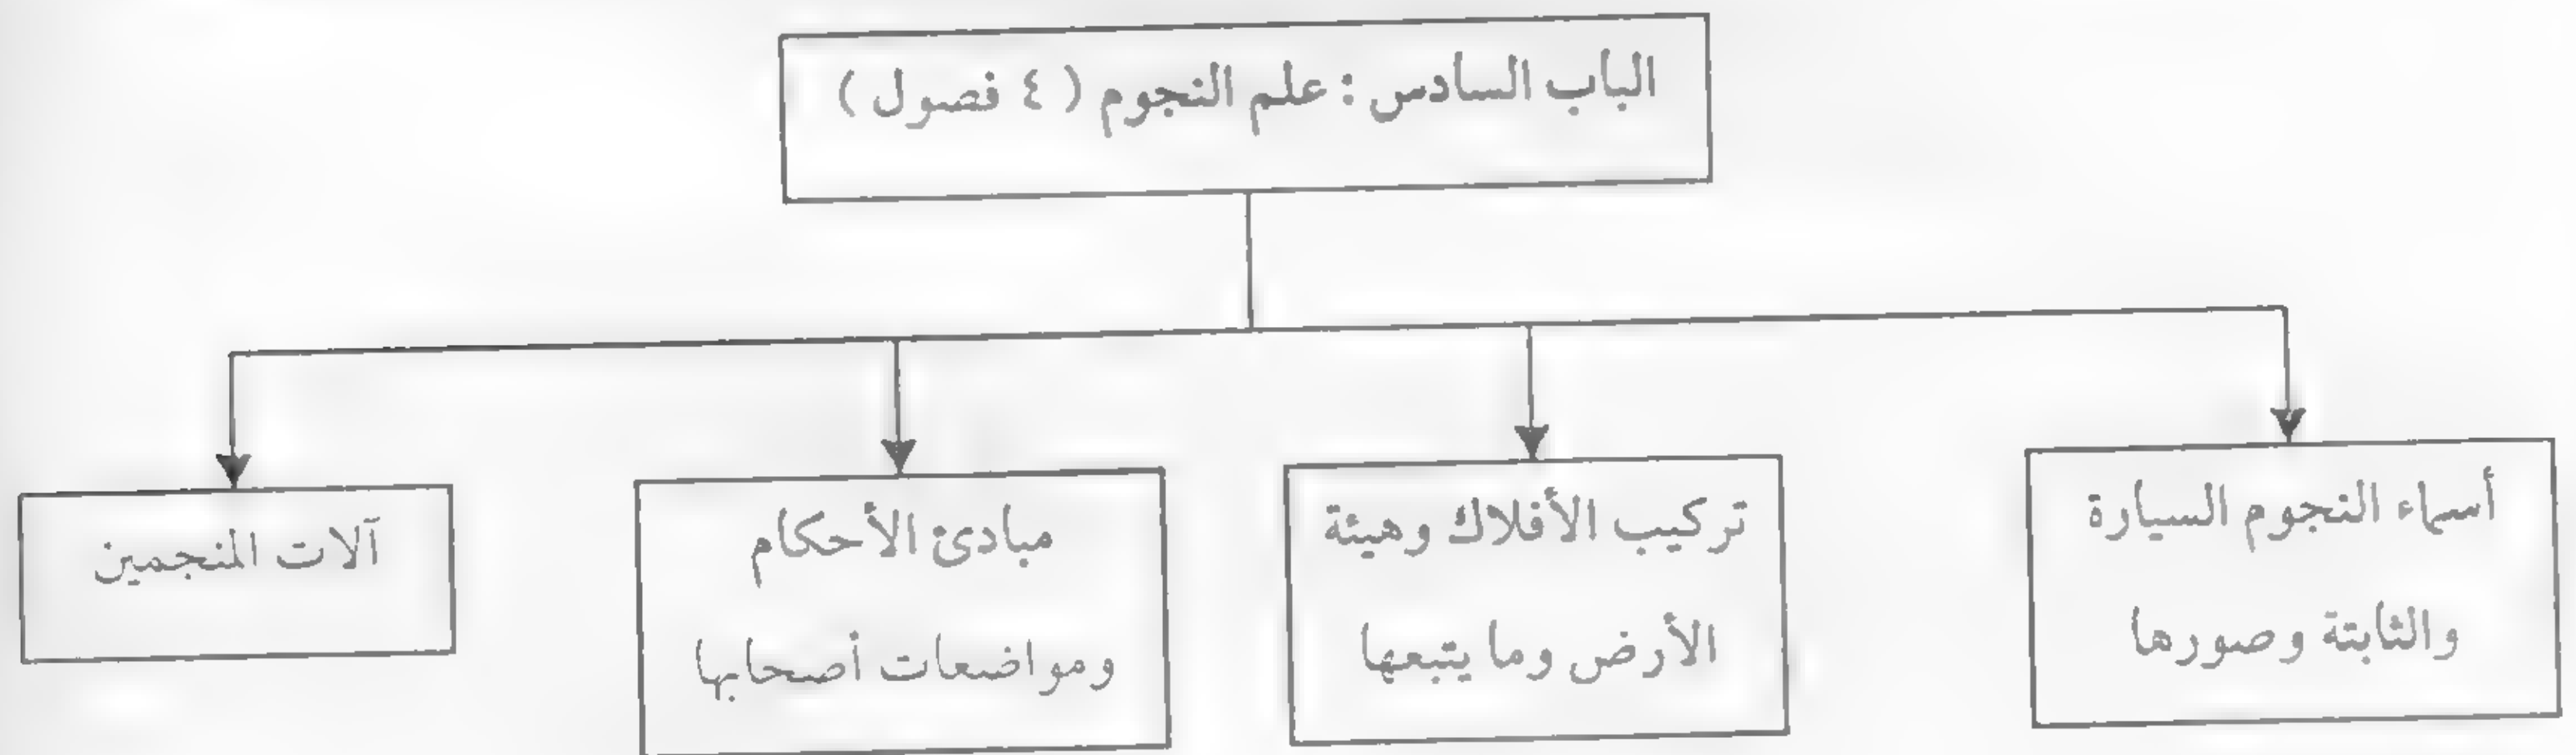 الباب السادس : علم النجوم ( ٤ فصول )
أسماء النجوم السيارة
والثابتة وصورها
تركيب الأفلاك وهيئة
الأرض وما يتبعها
مبادئ الأحكام
ومواضعات أصحابها
آلات المنجمين